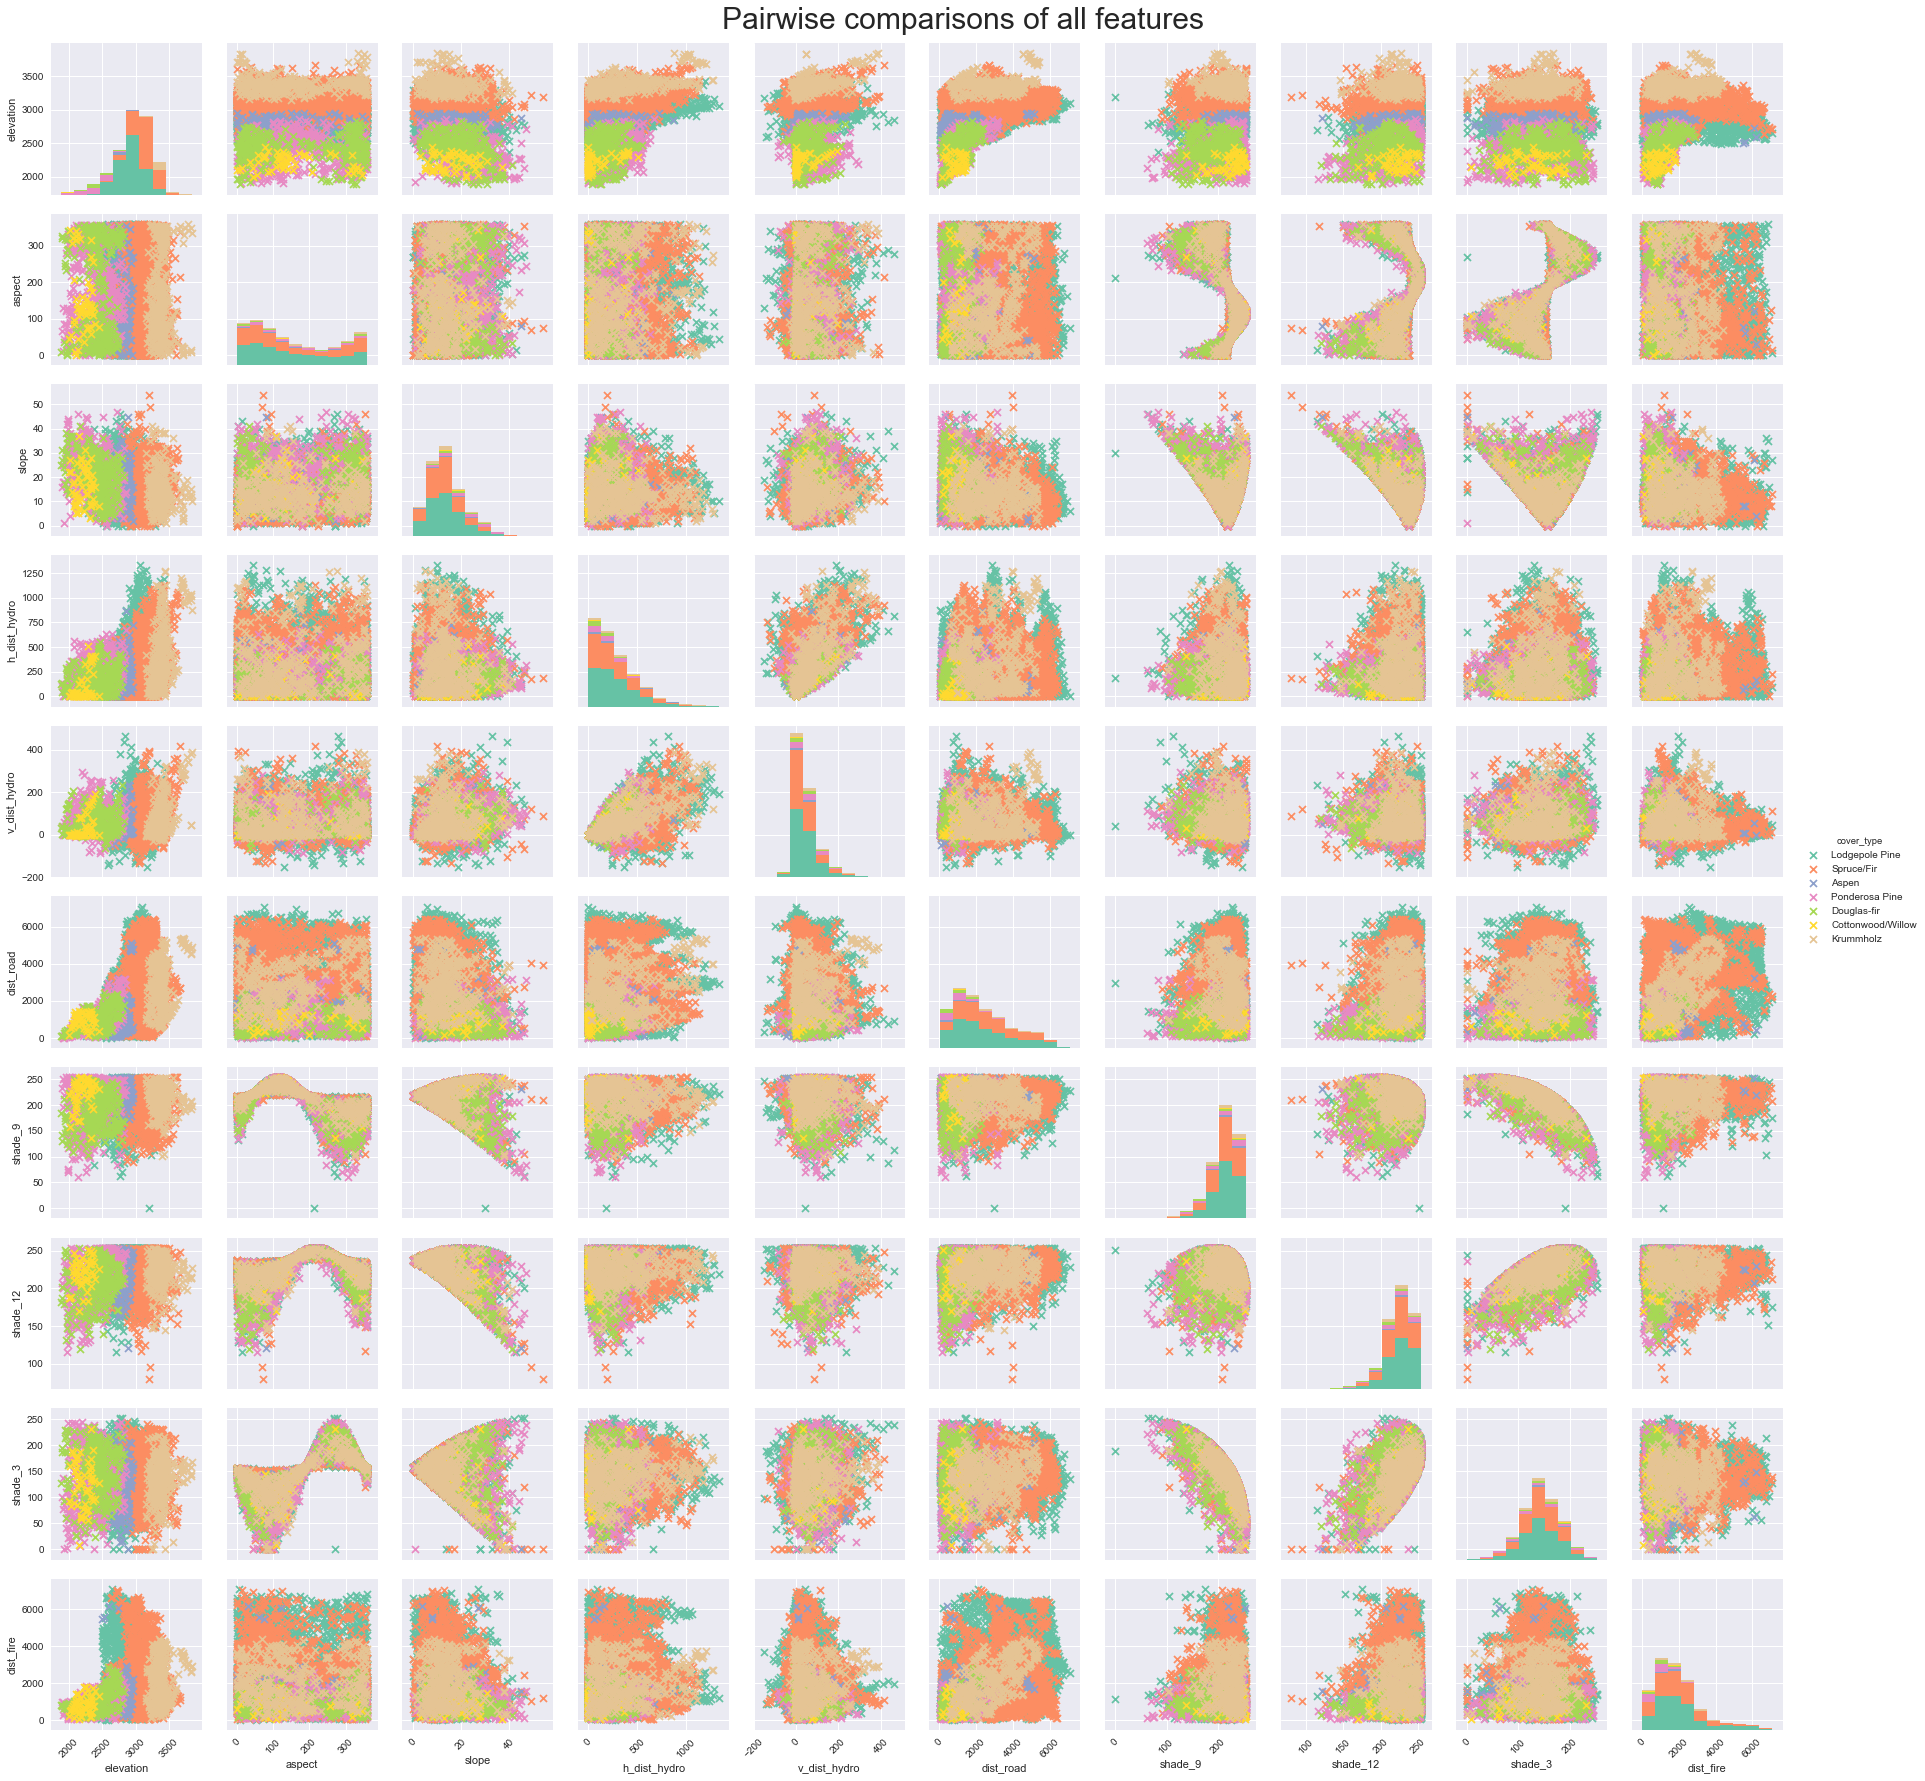 Pairwise comparisons of all features
3500
3000
2500
2000
elevation
300
200
100
0
aspect
50
40
30
20
10
0
slope
1250
1000
750
500
250
0
h_dist_hydro
400
200
0
−200
v_dist_hydro
cover_type
Lodgepole Pine
Spruce/Fir
Aspen
Ponderosa Pine
Douglas-fir
Cottonwood/Willow
Krummholz
6000
4000
2000
0
dist_road
250
200
150
100
50
0
shade_9
250
200
150
100
shade_12
250
200
150
100
50
0
shade_3
6000
4000
2000
0
dist_fire
2000 2500 3000 3500
0 100 200 300
0 20 40
0 500 1000
−200 0 200 400
0 2000 4000 6000
0 100 200
100 150 200 250
0 100 200
0 2000 4000 6000
elevation aspect slope h_dist_hydro v_dist_hydro dist_road shade_9 shade_12 shade_3 dist_fire